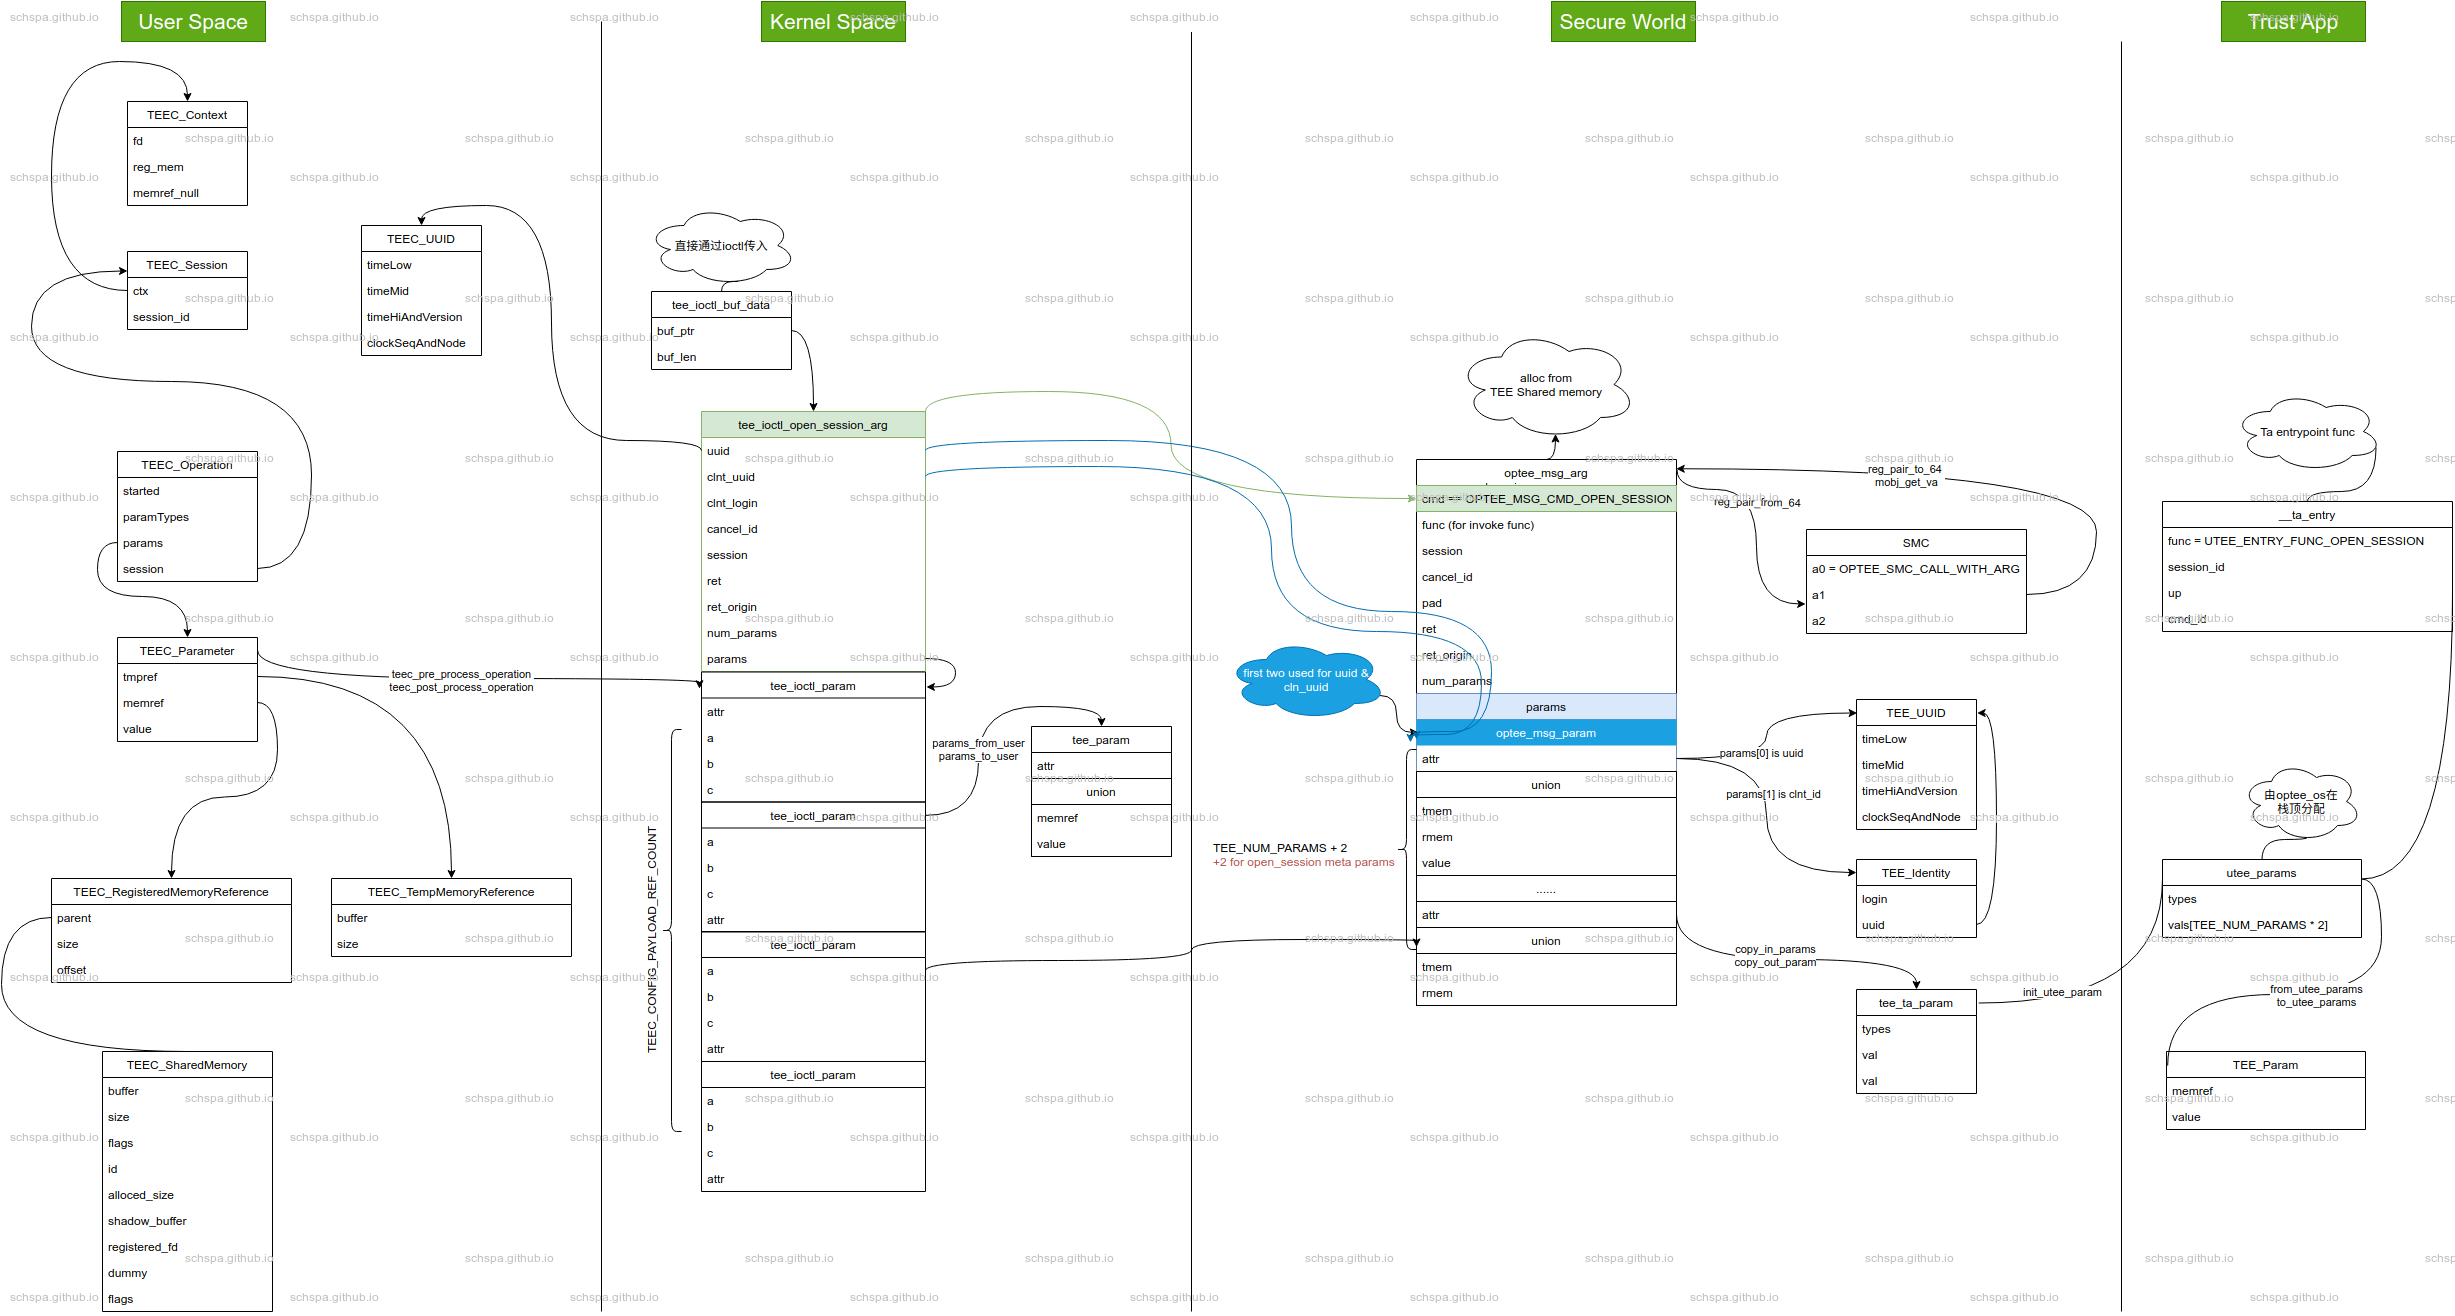 User Space
Kernel Space
Secure World
Trust App
TEEC_Context
fd
reg_mem
memref_null
TEEC_Session
ctx
session_id
TEEC_UUID
timeLow
timeMid
timeHiAndVersion
clockSeqAndNode
TEEC_Operation
started
paramTypes
params
session
TEEC_Parameter
tmpref
memref
value
teec_pre_process_operation
teec_post_process_operation
TEEC_RegisteredMemoryReference
parent
size
offset
TEEC_TempMemoryReference
buffer
size
TEEC_SharedMemory
buffer
size
flags
id
alloced_size
shadow_buffer
registered_fd
dummy
flags
直接通过ioctl传入
tee_ioctl_buf_data
buf_ptr
buf_len
tee_ioctl_open_session_arg
uuid
clnt_uuid
clnt_login
cancel_id
session
ret
ret_origin
num_params
params
tee_ioctl_param
attr
a
b
c
tee_ioctl_param
a
b
c
attr
tee_ioctl_param
a
b
c
attr
tee_ioctl_param
a
b
c
attr
TEEC_CONFIG_PAYLOAD_REF_COUNT
params_from_user
params_to_user
tee_param
attr
union
memref
value
alloc from
TEE Shared memory
optee_msg_arg
cmd == OPTEE_MSG_CMD_OPEN_SESSION
func (for invoke func)
session
cancel_id
pad
ret
ret_origin
num_params
params
optee_msg_param
attr
union
tmem
rmem
value
......
attr
union
tmem
rmem
first two used for uuid &
cln_uuid
TEE_NUM_PARAMS + 2
+2 for open_session meta params
reg_pair_to_64
mobj_get_va
reg_pair_from_64
SMC
a0 = OPTEE_SMC_CALL_WITH_ARG
a1
a2
params[0] is uuid
params[1] is clnt_id
TEE_UUID
timeLow
timeMid
timeHiAndVersion
clockSeqAndNode
TEE_Identity
login
uuid
copy_in_params
copy_out_param
tee_ta_param
types
val
val
init_utee_param
Ta entrypoint func
__ta_entry
func = UTEE_ENTRY_FUNC_OPEN_SESSION
session_id
up
cmd_id
由optee_os在
栈顶分配
utee_params
types
vals[TEE_NUM_PARAMS * 2]
from_utee_params
to_utee_params
TEE_Param
memref
value
schspa.github.io